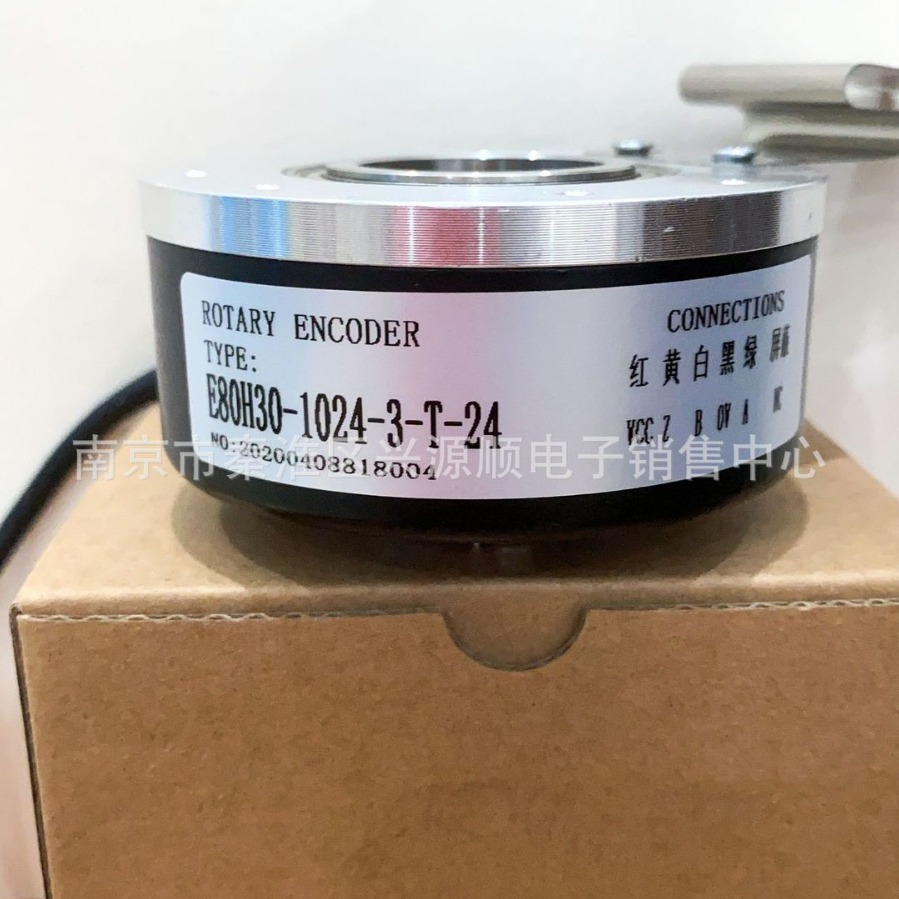 ROTARY ENCODER
TYPE:
E80H30-1024-3-T-24
NO:20200408818004
CONNECTIONS
红 黄 白 黑 绿 屏蔽
VCC Z B 0V A NC
南京市秦淮区兴源顺电子销售中心